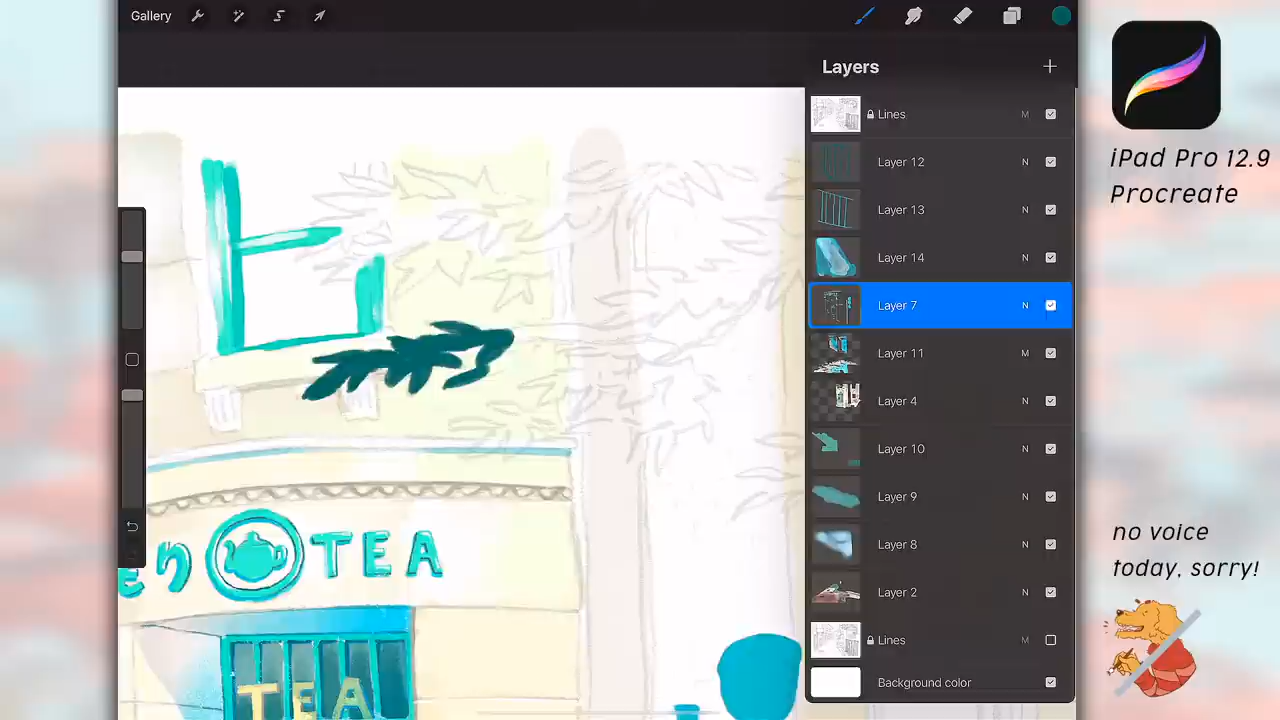 Gallery
Layers
Lines M
Layer 12 N
Layer 13 N
Layer 14 N
Layer 7 N
Layer 11 M
Layer 4 N
Layer 10 N
Layer 9 N
Layer 8 N
Layer 2 N
Lines M
Background color
り TEA
TEA
iPad Pro 12.9
Procreate
no voice
today, sorry!